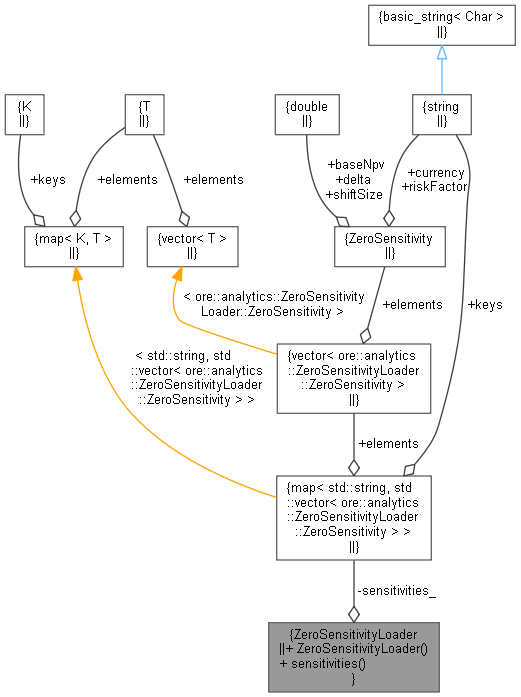 {basic_string< Char >
||}
{K
||}
{T
||}
{double
||}
{string
||}
+keys
+elements
+elements
+baseNpv
+delta
+shiftSize
+currency
+riskFactor
{map< K, T >
||}
{vector< T >
||}
{ZeroSensitivity
||}
< ore::analytics::ZeroSensitivity
Loader::ZeroSensitivity >
+elements
+keys
< std::string, std
::vector< ore::analytics
::ZeroSensitivityLoader
::ZeroSensitivity > >
{vector< ore::analytics
::ZeroSensitivityLoader
::ZeroSensitivity >
||}
+elements
{map< std::string, std
::vector< ore::analytics
::ZeroSensitivityLoader
::ZeroSensitivity > >
||}
-sensitivities_
{ZeroSensitivityLoader
||+ ZeroSensitivityLoader()
+ sensitivities()
}